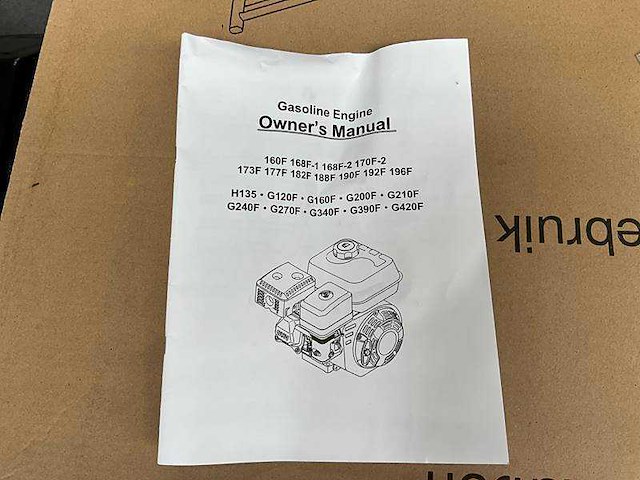 Gasoline Engine
Owner's Manual
160F 168F-1 168F-2 170F-2
173F 177F 182F 188F 190F 192F 196F
H135 · G120F · G160F · G200F · G210F
G240F · G270F · G340F · G390F · G420F